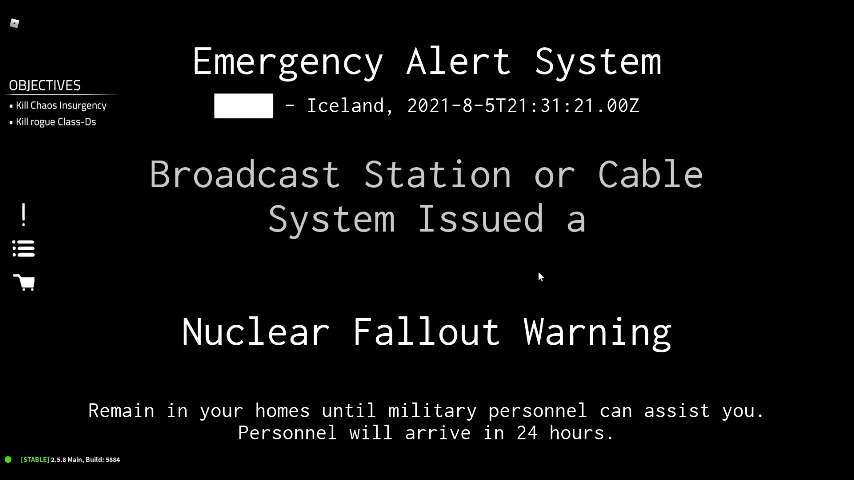 Emergency Alert System
- Iceland, 2021-8-5T21:31:21.00Z
OBJECTIVES
▪ Kill Chaos Insurgency
▪ Kill rogue Class-Ds
Broadcast Station or Cable
System Issued a
Nuclear Fallout Warning
Remain in your homes until military personnel can assist you.
Personnel will arrive in 24 hours.
[STABLE] 2.5.8 Main, Build: 5884